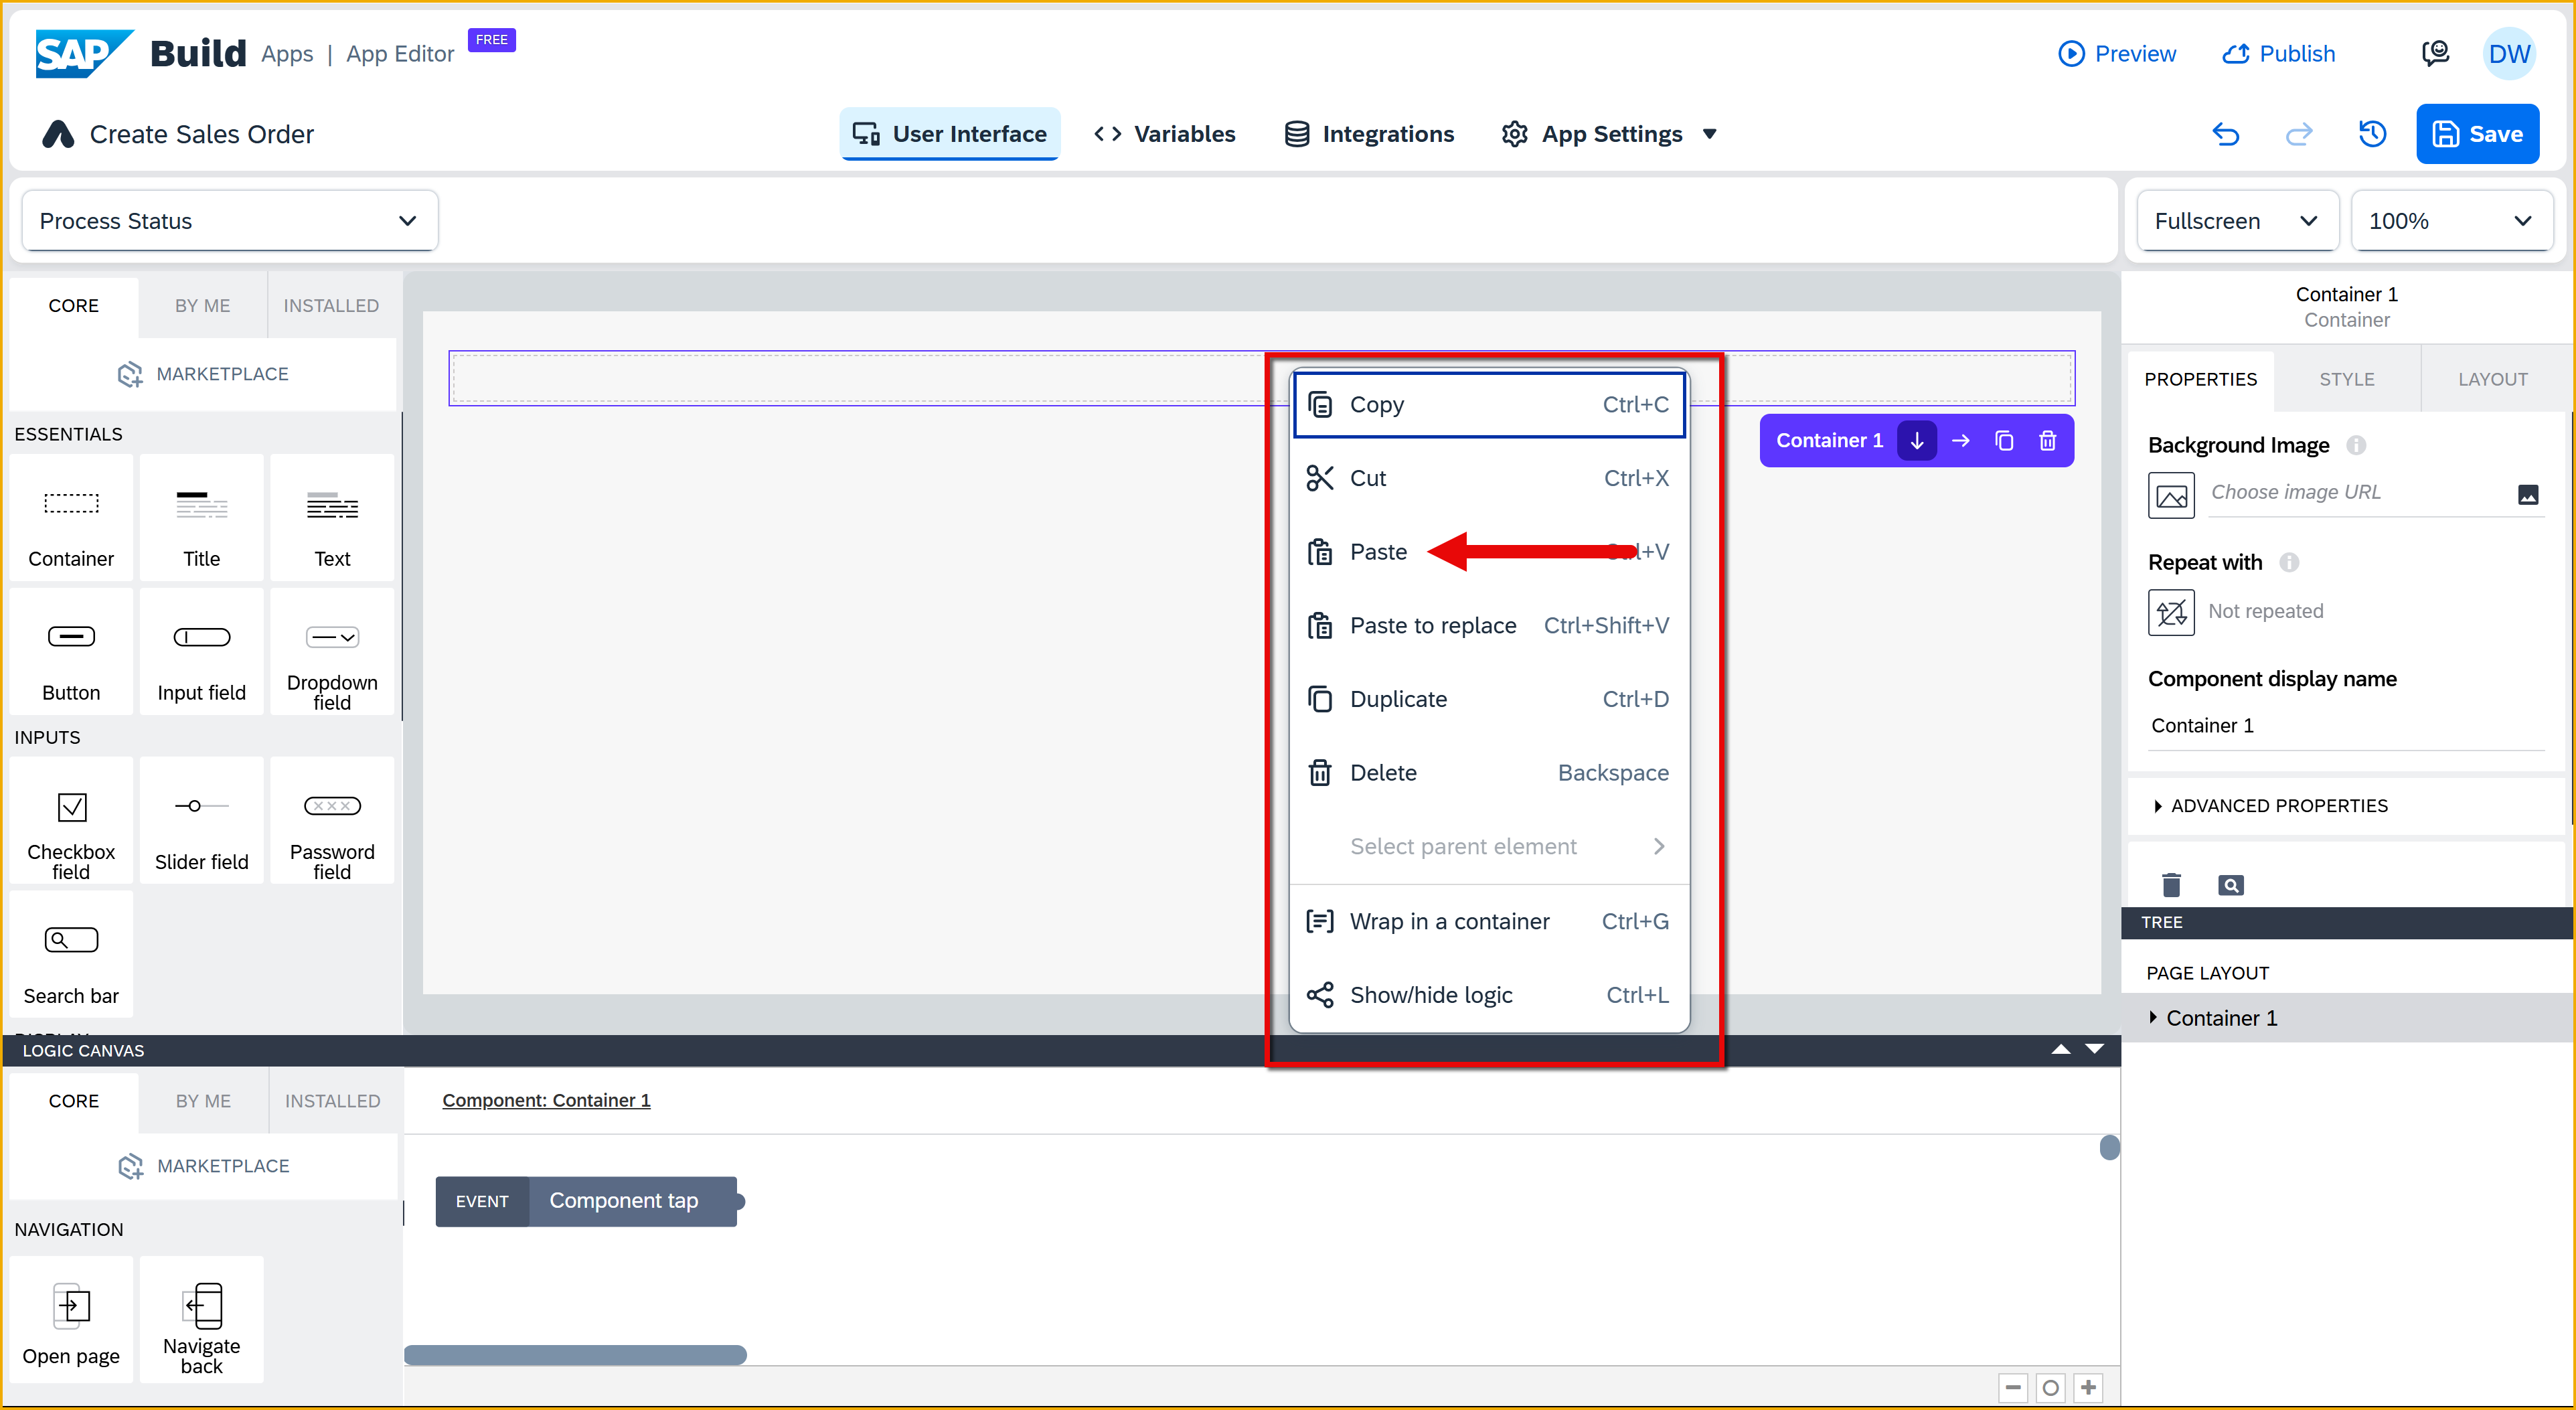 SAP Build Apps | App Editor FREE
Preview
Publish
DW
Create Sales Order
User Interface
Variables
Integrations
App Settings
Save
Process Status
Fullscreen
100%
CORE
BY ME
INSTALLED
MARKETPLACE
ESSENTIALS
Container
Title
Text
Button
Input field
Dropdown
field
INPUTS
Checkbox
field
Slider field
Password
field
Search bar
Copy Ctrl+C
Cut Ctrl+X
Paste
Paste to replace Ctrl+Shift+V
Duplicate Ctrl+D
Delete Backspace
Select parent element
Wrap in a container Ctrl+G
Show/hide logic Ctrl+L
Container 1
Container 1
Container
PROPERTIES
STYLE
LAYOUT
Background Image
Choose image URL
Repeat with
Not repeated
Component display name
Container 1
ADVANCED PROPERTIES
TREE
PAGE LAYOUT
Container 1
LOGIC CANVAS
CORE
BY ME
INSTALLED
MARKETPLACE
NAVIGATION
Open page
Navigate
back
Component: Container 1
EVENT Component tap